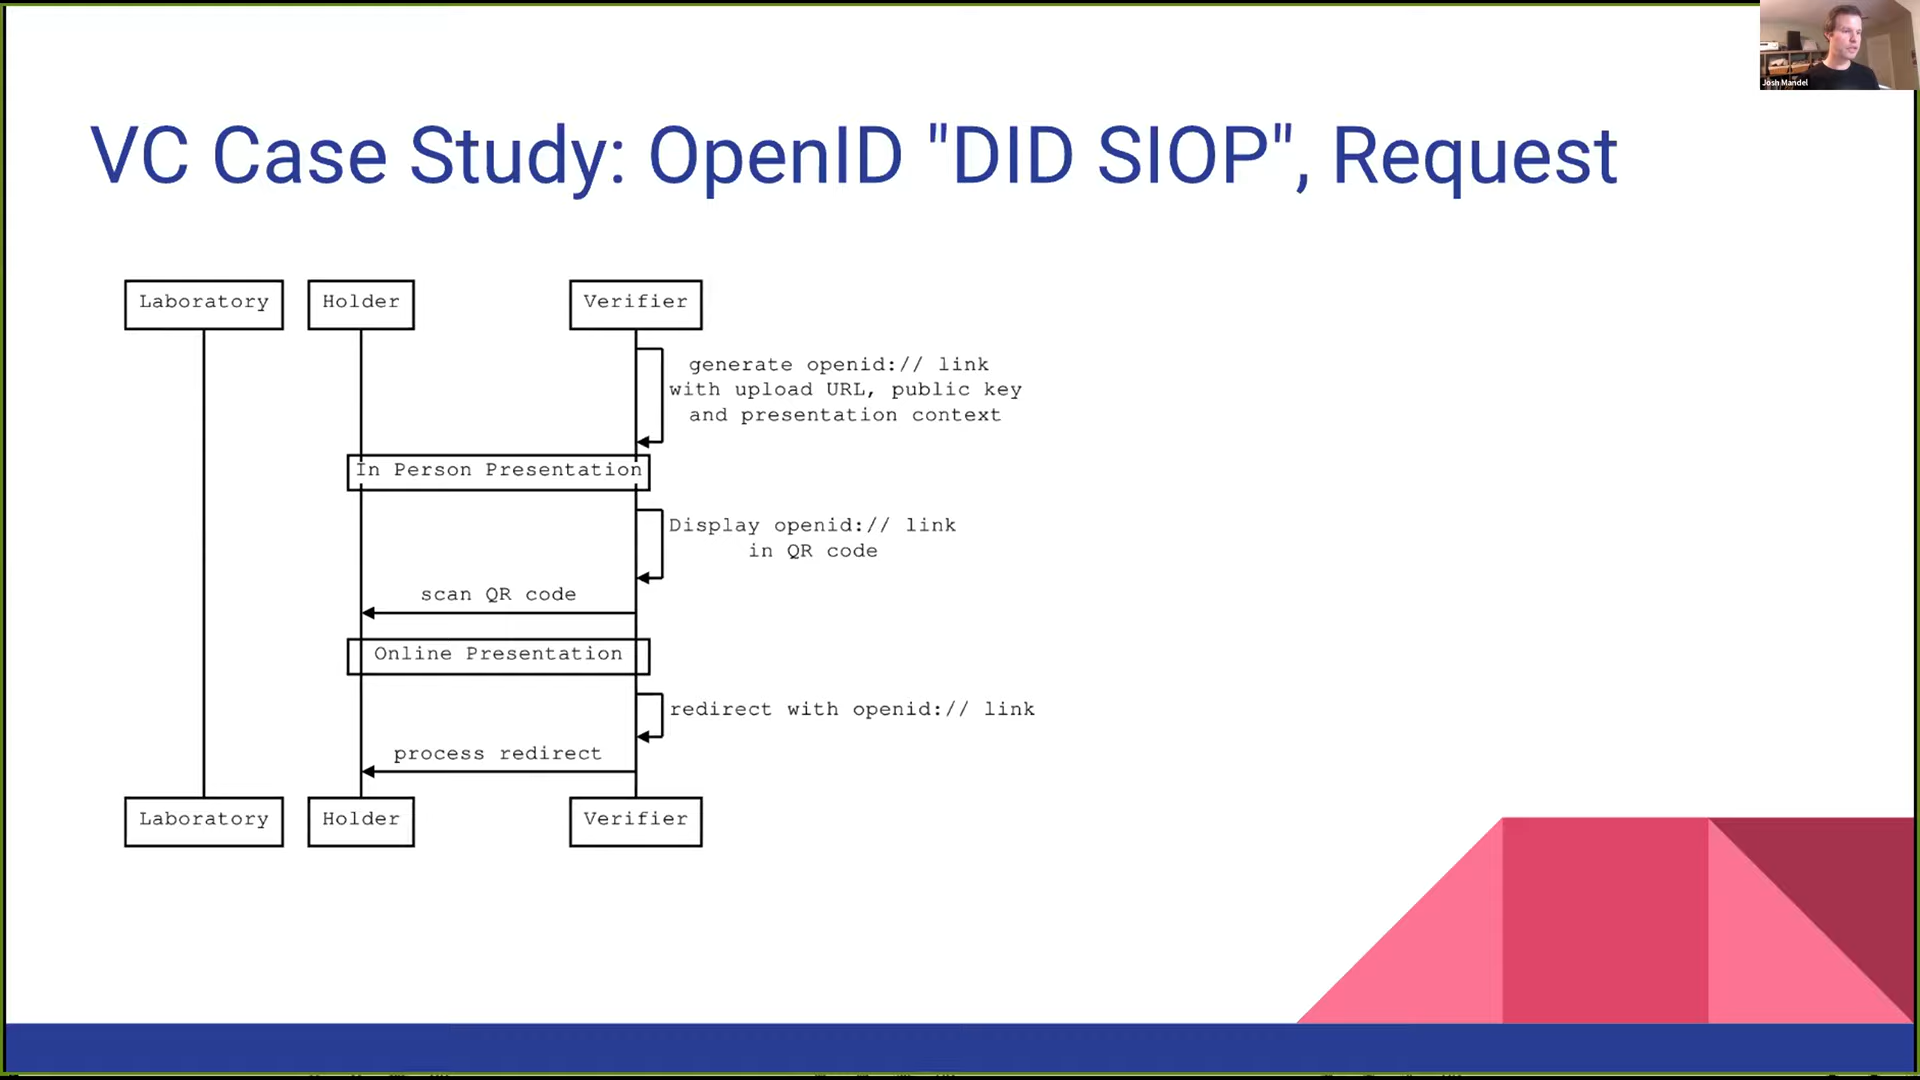 Josh Mandel
VC Case Study: OpenID "DID SIOP", Request
Laboratory
Holder
Verifier
generate openid:// link
with upload URL, public key
and presentation context
In Person Presentation
Display openid:// link
in QR code
scan QR code
Online Presentation
redirect with openid:// link
process redirect
Laboratory
Holder
Verifier